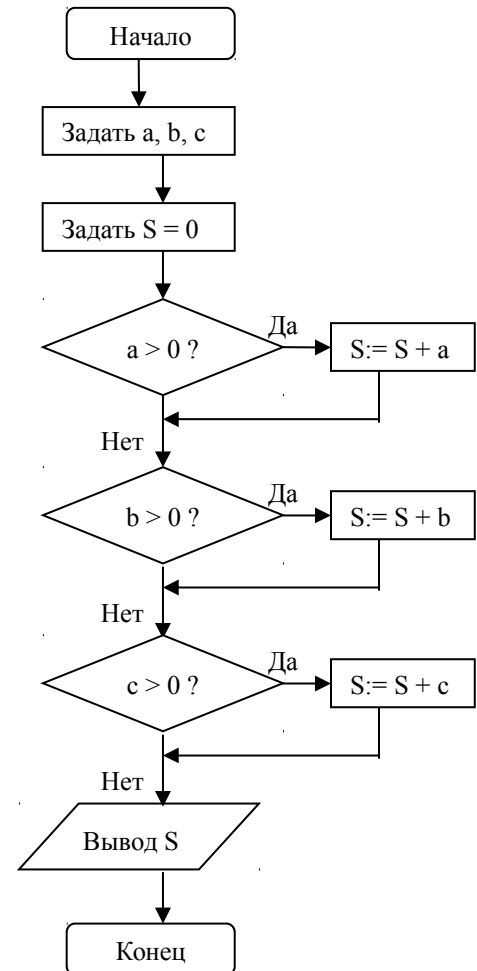 Начало
Задать a, b, c
Задать S = 0
a > 0 ?
Да
S:= S + a
Нет
b > 0 ?
Да
S:= S + b
Нет
c > 0 ?
Да
S:= S + c
Нет
Вывод S
Конец